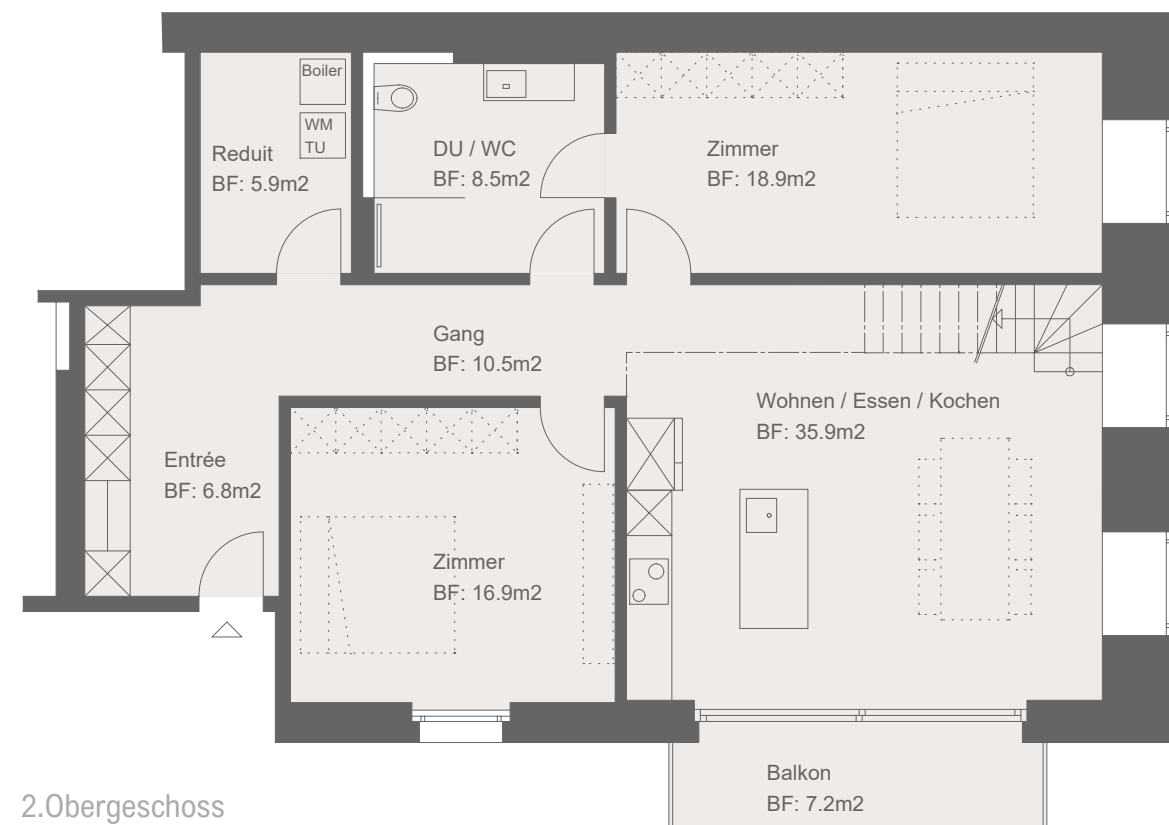 Boiler
WM
TU
Reduit
BF: 5.9m2
DU / WC
BF: 8.5m2
Zimmer
BF: 18.9m2
Gang
BF: 10.5m2
Wohnen / Essen / Kochen
BF: 35.9m2
Entrée
BF: 6.8m2
Zimmer
BF: 16.9m2
Balkon
BF: 7.2m2
2.Obergeschoss